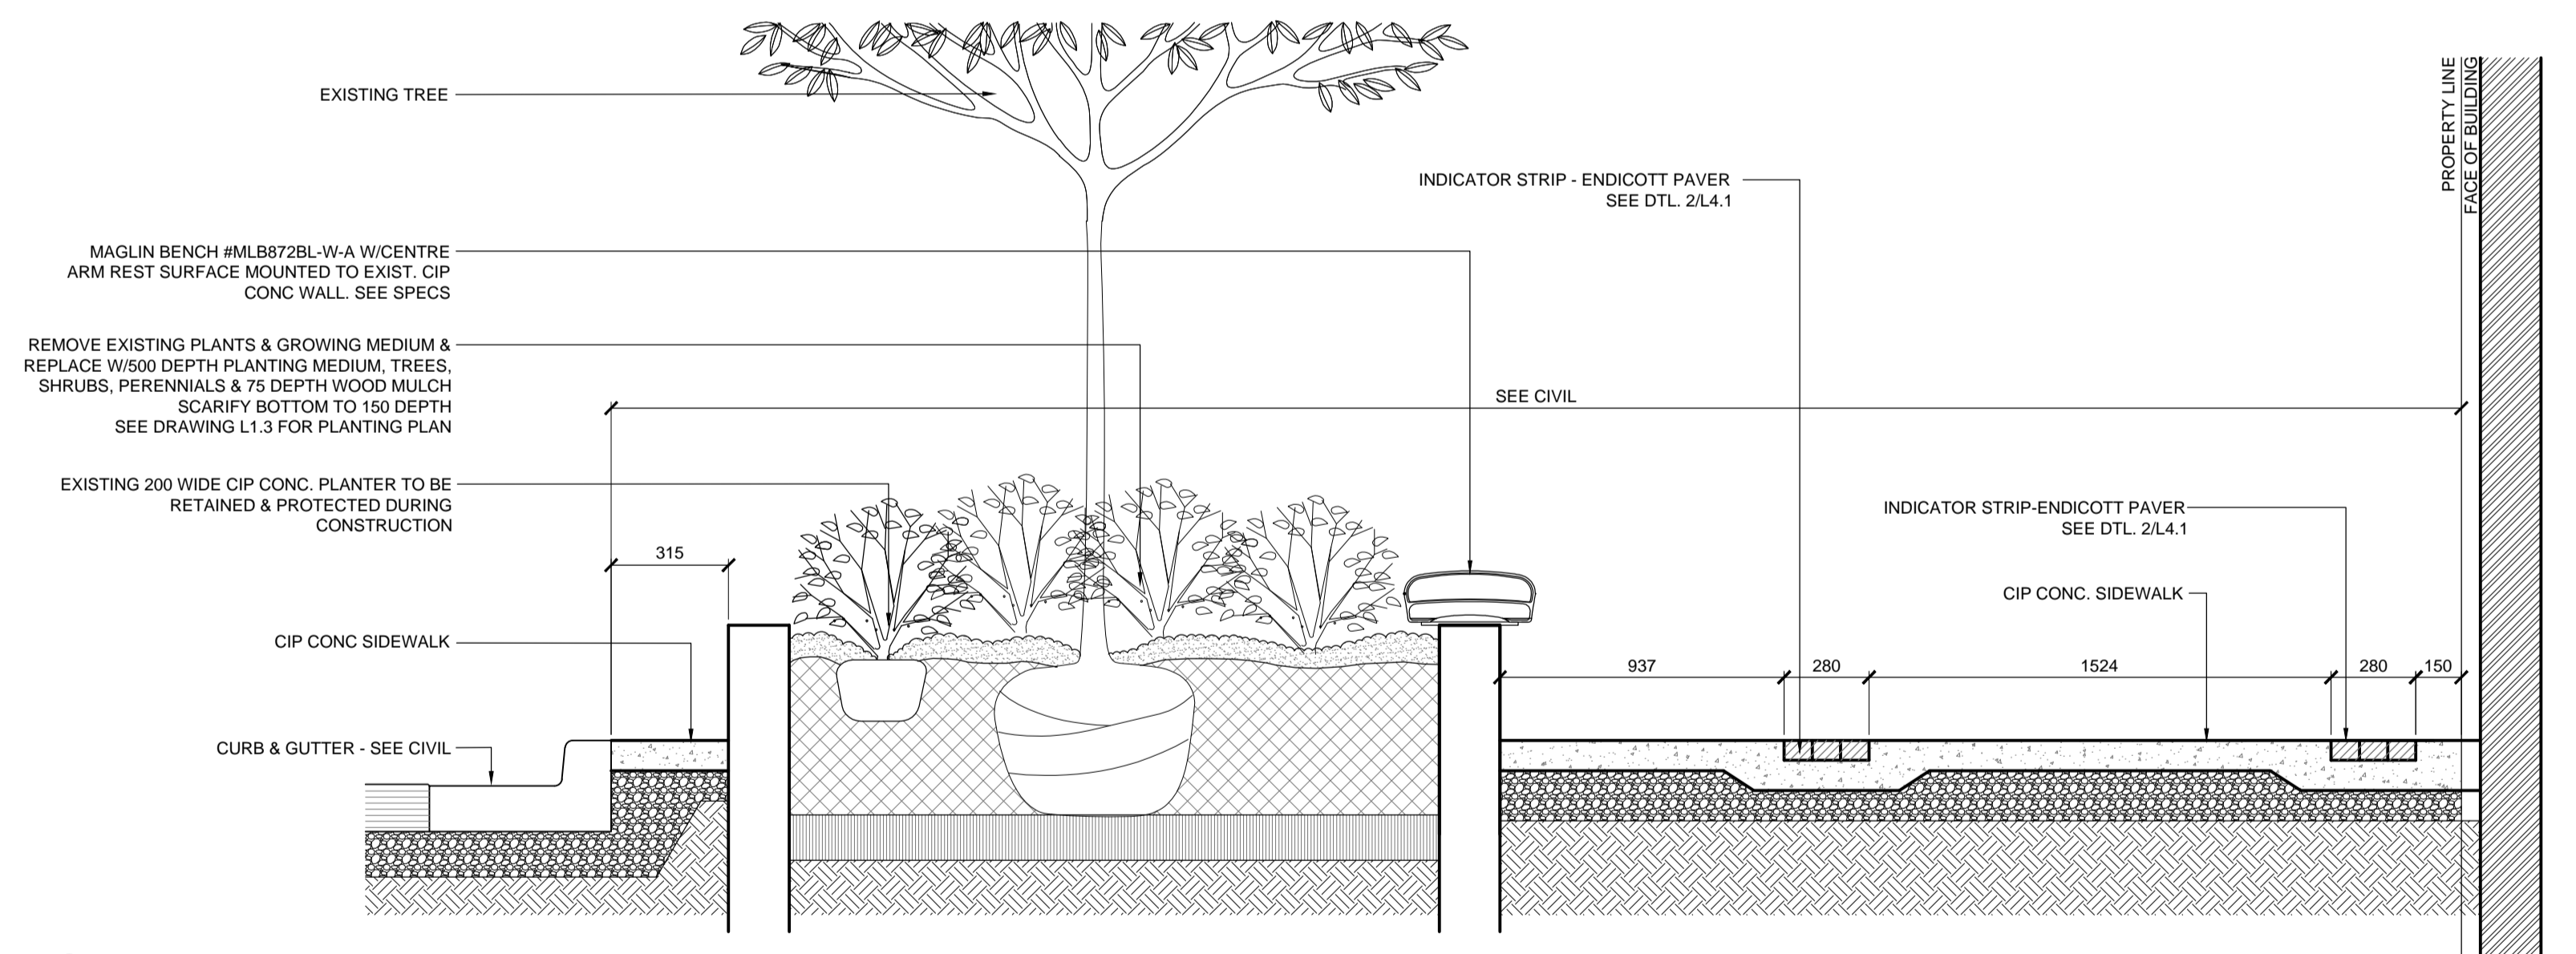 EXISTING TREE
MAGLIN BENCH #MLB872BL-W-A W/CENTRE
ARM REST SURFACE MOUNTED TO EXIST. CIP
CONC WALL. SEE SPECS
REMOVE EXISTING PLANTS & GROWING MEDIUM &
REPLACE W/500 DEPTH PLANTING MEDIUM, TREES,
SHRUBS, PERENNIALS & 75 DEPTH WOOD MULCH
SCARIFY BOTTOM TO 150 DEPTH
SEE DRAWING L1.3 FOR PLANTING PLAN
EXISTING 200 WIDE CIP CONC. PLANTER TO BE
RETAINED & PROTECTED DURING
CONSTRUCTION
315
CIP CONC SIDEWALK
CURB & GUTTER - SEE CIVIL
INDICATOR STRIP - ENDICOTT PAVER
SEE DTL. 2/L4.1
SEE CIVIL
INDICATOR STRIP-ENDICOTT PAVER
SEE DTL. 2/L4.1
CIP CONC. SIDEWALK
937
280
1524
280
150
PROPERTY LINE
FACE OF BUILDING